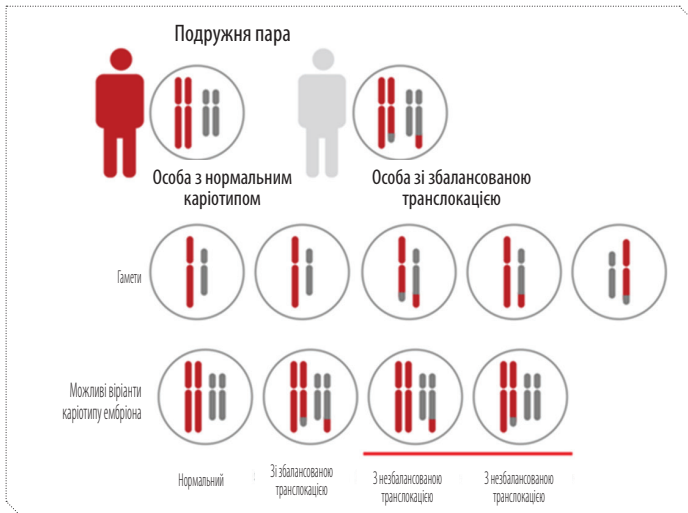 Подружня пара
Особа з нормальним
каріотипом
Особа зі збалансованою
транслокацією
Гамети
Можливі віріанти
каріотипу ембріона
Нормальний
Зі збалансованою
транслокацією
З незбалансованою
транслокацією
З незбалансованою
транслокацією